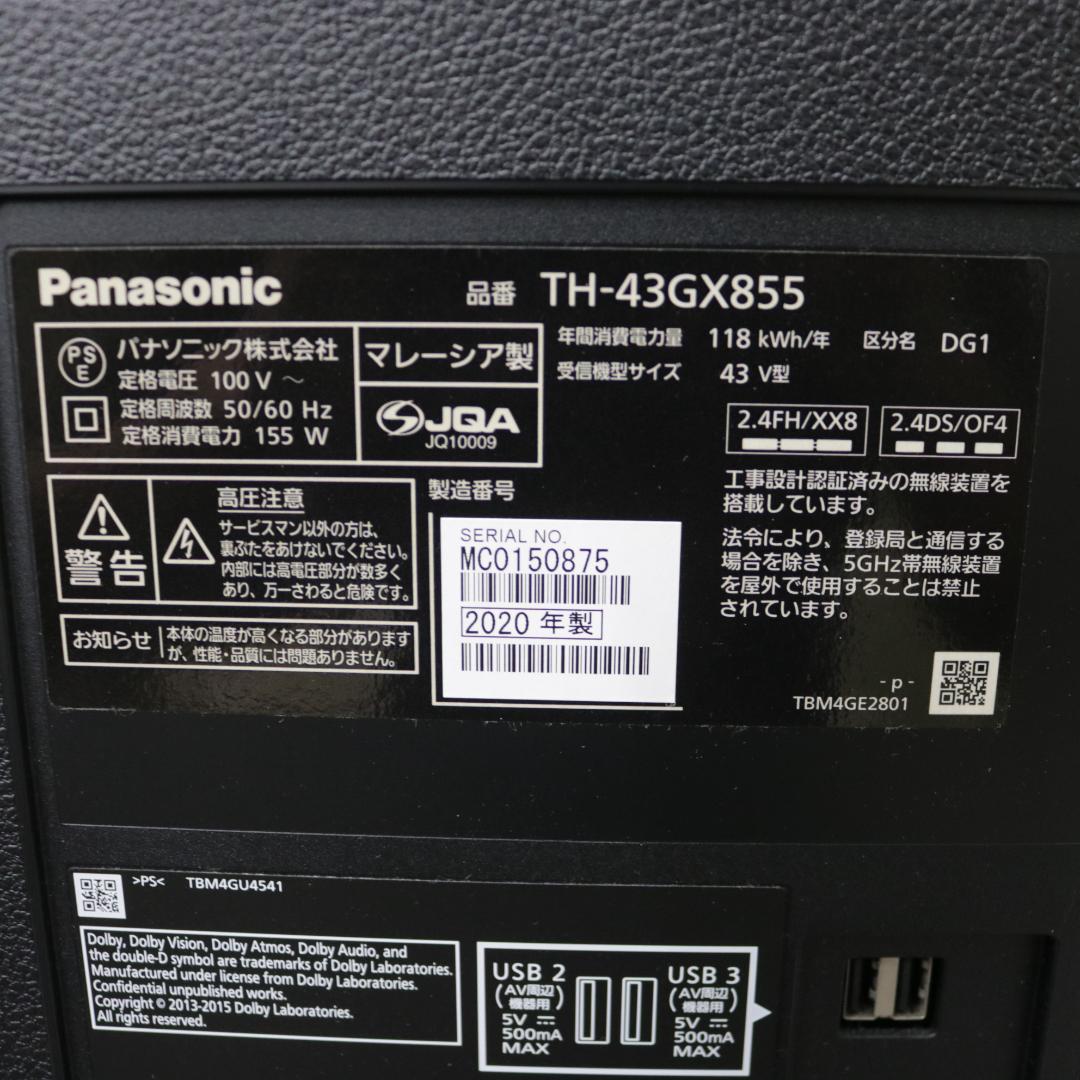 Panasonic
品番 TH-43GX855
PS
E
パナソニック株式会社
定格電圧 100 V ～
定格周波数 50/60 Hz
定格消費電力 155 W
マレーシア製
JQA
JQ10009
年間消費電力量 118 kWh/年 区分名 DG1
受信機型サイズ 43 V型
2.4FH/XX8
2.4DS/OF4
工事設計認証済みの無線装置を
搭載しています。
法令により、登録局と通信する
場合を除き、5GHz帯無線装置
を屋外で使用することは禁止
されています。
警告
高圧注意
サービスマン以外の方は、
裏ぶたをあけないでください。
内部には高電圧部分が数多く
あり、万一さわると危険です。
お知らせ
本体の温度が高くなる部分があります
が、性能・品質には問題ありません。
製造番号
SERIAL NO.
MC0150875
2020 年製
- p -
TBM4GE2801
>PS< TBM4GU4541
Dolby, Dolby Vision, Dolby Atmos, Dolby Audio, and
the double-D symbol are trademarks of Dolby Laboratories.
Manufactured under license from Dolby Laboratories.
Confidential unpublished works.
Copyright © 2013-2015 Dolby Laboratories.
All rights reserved.
USB 2
(AV周辺
機器用)
5V ⎓
500mA
MAX
USB 3
(AV周辺
機器用)
5V ⎓
500mA
MAX